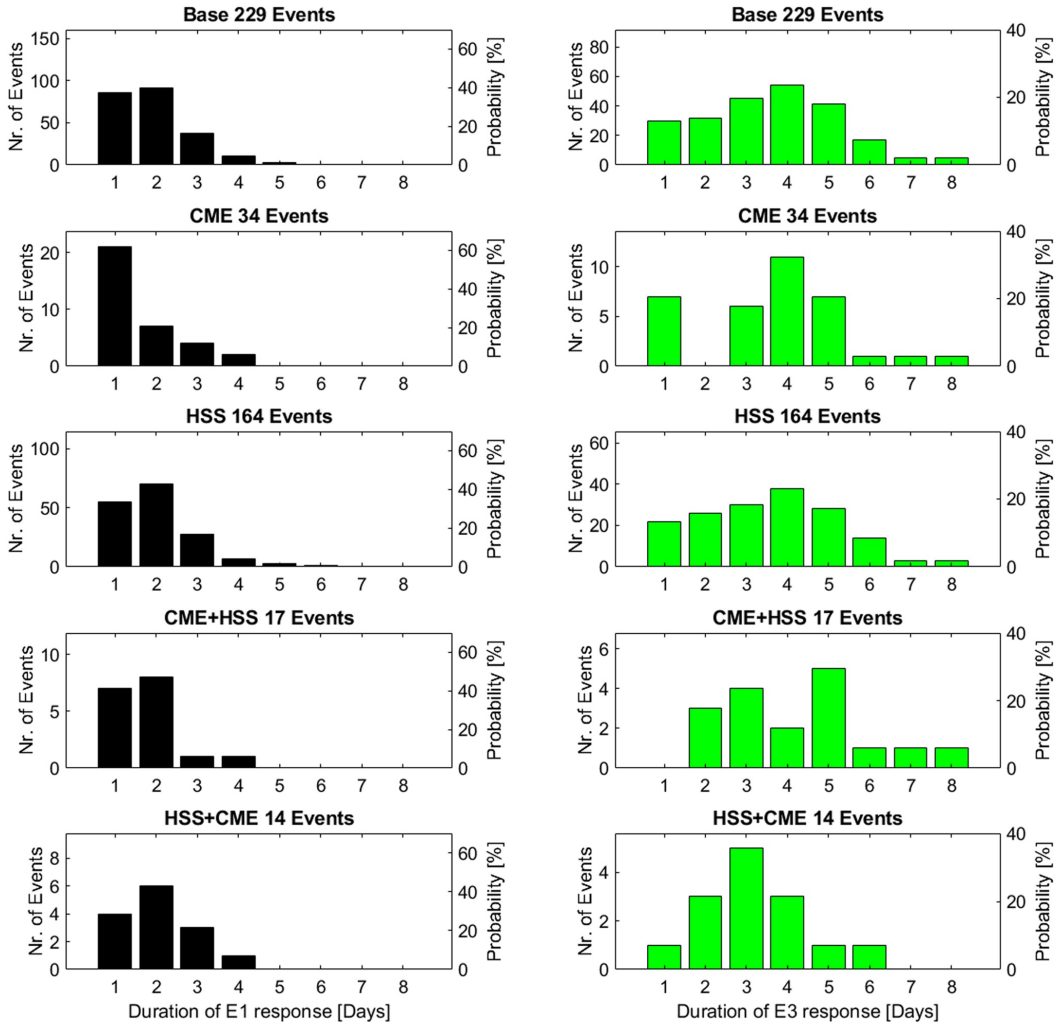 Base 229 Events
Nr. of Events
150
100
50
0
60
40
20
0
Probability [%]
1 2 3 4 5 6 7 8
Base 229 Events
Nr. of Events
80
60
40
20
0
40
20
0
Probability [%]
1 2 3 4 5 6 7 8
CME 34 Events
Nr. of Events
20
10
0
60
40
20
0
Probability [%]
1 2 3 4 5 6 7 8
CME 34 Events
Nr. of Events
10
5
0
40
20
0
Probability [%]
1 2 3 4 5 6 7 8
HSS 164 Events
Nr. of Events
100
50
0
60
40
20
0
Probability [%]
1 2 3 4 5 6 7 8
HSS 164 Events
Nr. of Events
60
40
20
0
40
20
0
Probability [%]
1 2 3 4 5 6 7 8
CME+HSS 17 Events
Nr. of Events
10
5
0
60
40
20
0
Probability [%]
1 2 3 4 5 6 7 8
CME+HSS 17 Events
Nr. of Events
6
4
2
0
40
20
0
Probability [%]
1 2 3 4 5 6 7 8
HSS+CME 14 Events
Nr. of Events
8
6
4
2
0
60
40
20
0
Probability [%]
1 2 3 4 5 6 7 8
Duration of E1 response [Days]
HSS+CME 14 Events
Nr. of Events
4
2
0
40
20
0
Probability [%]
1 2 3 4 5 6 7 8
Duration of E3 response [Days]